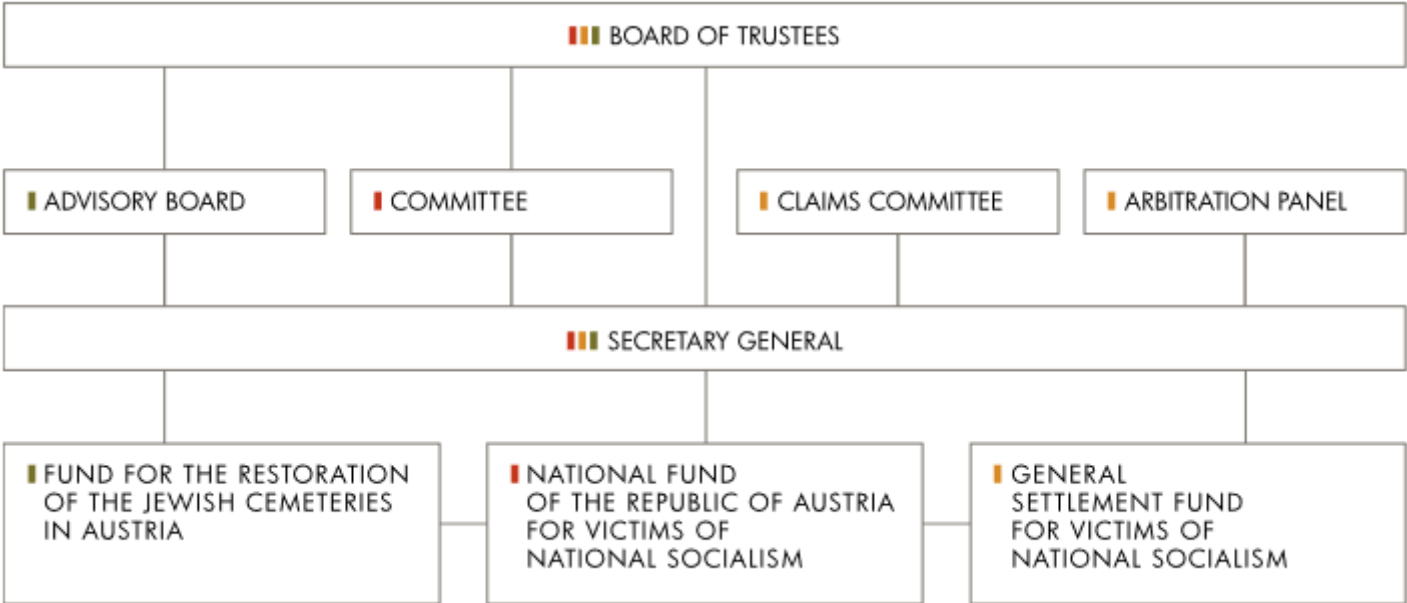 BOARD OF TRUSTEES
ADVISORY BOARD
COMMITTEE
CLAIMS COMMITTEE
ARBITRATION PANEL
SECRETARY GENERAL
FUND FOR THE RESTORATION
OF THE JEWISH CEMETERIES
IN AUSTRIA
NATIONAL FUND
OF THE REPUBLIC OF AUSTRIA
FOR VICTIMS OF
NATIONAL SOCIALISM
GENERAL
SETTLEMENT FUND
FOR VICTIMS OF
NATIONAL SOCIALISM